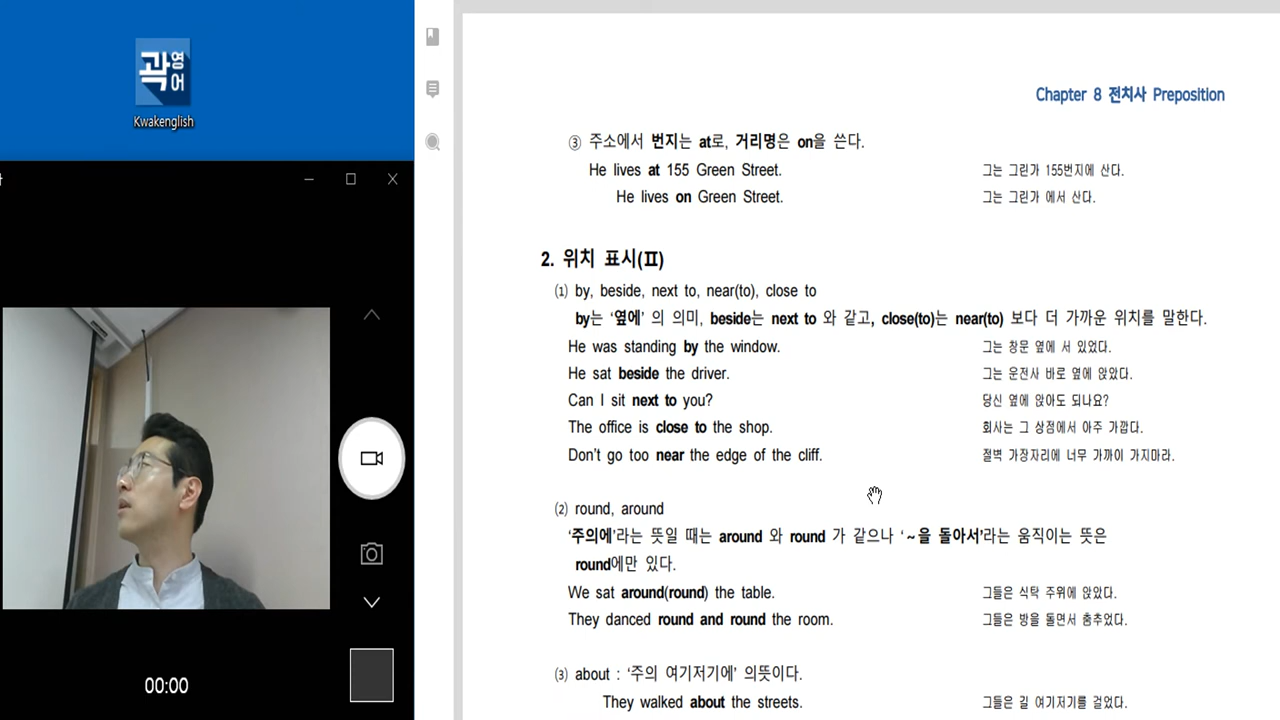 곽영어
Kwakenglish
00:00
Chapter 8 전치사 Preposition
③ 주소에서 번지는 at로, 거리명은 on을 쓴다.
He lives at 155 Green Street. 그는 그린가 155번지에 산다.
He lives on Green Street. 그는 그린가 에서 산다.
2. 위치 표시(Ⅱ)
(1) by, beside, next to, near(to), close to
by는 ‘옆에’ 의 의미, beside는 next to 와 같고, close(to)는 near(to) 보다 더 가까운 위치를 말한다.
He was standing by the window. 그는 창문 옆에 서 있었다.
He sat beside the driver. 그는 운전사 바로 옆에 앉았다.
Can I sit next to you? 당신 옆에 앉아도 되나요?
The office is close to the shop. 회사는 그 상점에서 아주 가깝다.
Don’t go too near the edge of the cliff. 절벽 가장자리에 너무 가까이 가지마라.
(2) round, around
‘주의에’라는 뜻일 때는 around 와 round 가 같으나 ‘~을 돌아서’라는 움직이는 뜻은
round에만 있다.
We sat around(round) the table. 그들은 식탁 주위에 앉았다.
They danced round and round the room. 그들은 방을 돌면서 춤추었다.
(3) about : ‘주의 여기저기에’ 의뜻이다.
They walked about the streets. 그들은 길 여기저기를 걸었다.